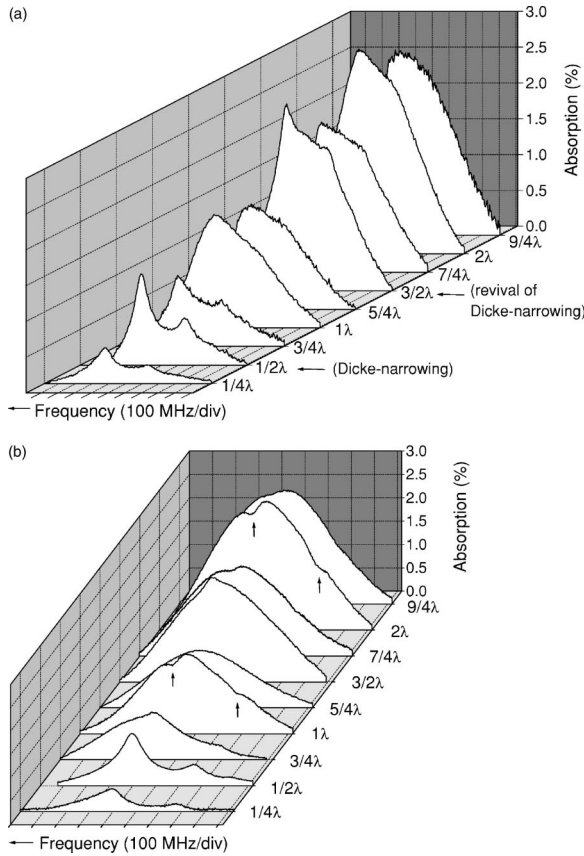 (a)
3.0
2.5
2.0
1.5
1.0
0.5
0.0
Absorption (%)
9/4λ
2λ
7/4λ
3/2λ ← (revival of
Dicke-narrowing)
5/4λ
1λ
3/4λ
1/2λ ← (Dicke-narrowing)
1/4λ
← Frequency (100 MHz/div)
(b)
3.0
2.5
2.0
1.5
1.0
0.5
0.0
Absorption (%)
9/4λ
2λ
7/4λ
3/2λ
5/4λ
1λ
3/4λ
1/2λ
1/4λ
← Frequency (100 MHz/div)